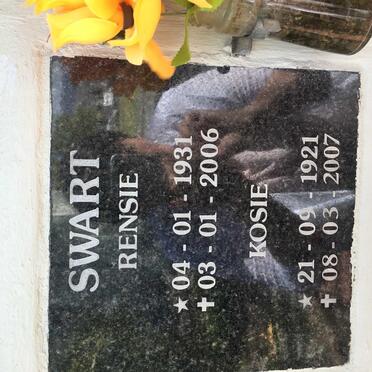 SWART
RENSIE
★ 04 - 01 - 1931
✝ 03 - 01 - 2006
KOSIE
★ 21 - 09 - 1921
✝ 08 - 03 - 2007